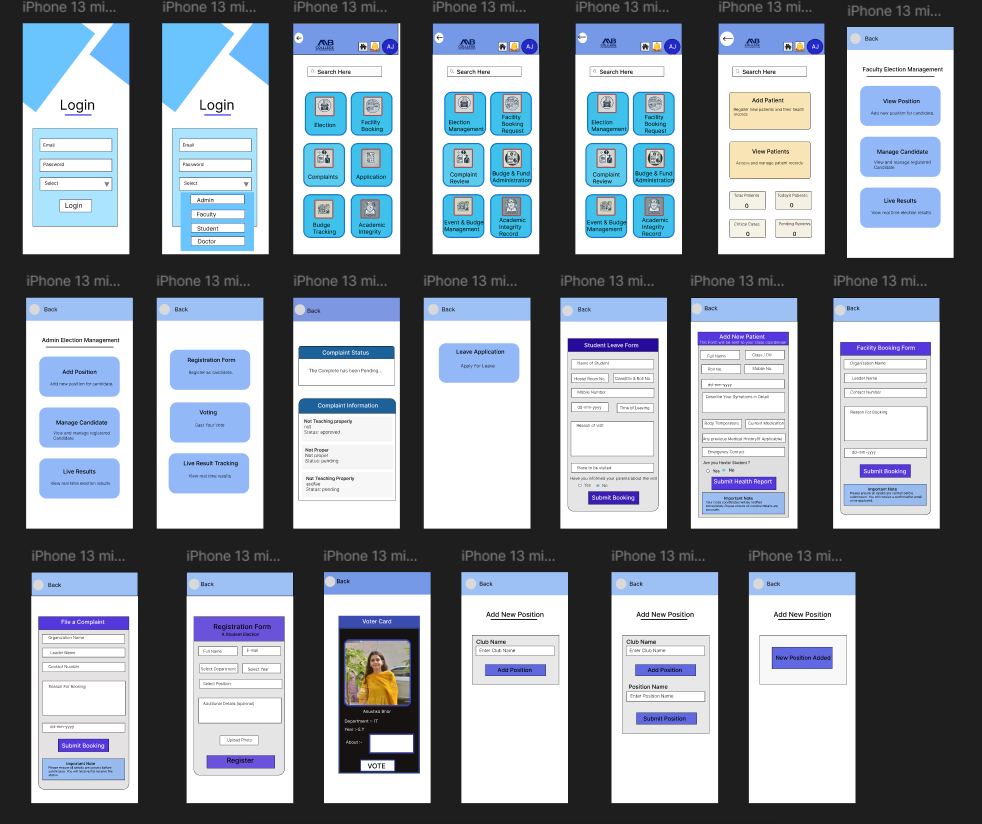 iPhone 13 mi...
Login
Email
Password
Select
Login
iPhone 13 mi...
Login
Email
Password
Select
Admin
Faculty
Student
Doctor
iPhone 13 mi...
COLLEGE
AJ
Search Here
Election
Facility
Booking
Complaints
Application
Budge
Tracking
Academic
Integrity
iPhone 13 mi...
COLLEGE
AJ
Search Here
Election
Management
Facility
Booking
Request
Complaint
Review
Budge & Fund
Administration
Event & Budge
Management
Academic
Integrity
Record
iPhone 13 mi...
COLLEGE
AJ
Search Here
Election
Management
Facility
Booking
Request
Complaint
Review
Budge & Fund
Administration
Event & Budge
Management
Academic
Integrity
Record
iPhone 13 mi...
COLLEGE
AJ
Search Here
Add Patient
Register new patients and their health
records
View Patients
Access and manage patient records
Total Patients
0
Today's Patients
0
Critical Cases
0
Pending Reports
0
iPhone 13 mi...
Back
Faculty Election Management
View Position
Add new position for candidate.
Manage Candidate
View and manage registered
Candidate
Live Results
View real time election results
iPhone 13 mi...
Back
Admin Election Management
Add Position
Add new position for candidate.
Manage Candidate
View and manage registered
Candidate
Live Results
View real time election results
iPhone 13 mi...
Back
Registration Form
Register as candidate.
Voting
Cast Your Vote
Live Result Tracking
View real time results
iPhone 13 mi...
Back
Complaint Status
The Complete has been Pending...
Complaint Information
Not Teaching properly
not
Status: approved
Not Proper
Not proper
Status: pending
Not Teaching Properly
Status: pending
iPhone 13 mi...
Back
Leave Application
Apply For Leave
iPhone 13 mi...
Back
Student Leave Form
Name of Student
Hostel Room No.
Class/Div & Roll No.
Mobile Number
dd-mm-yyyy
Time of Leaving
Reason of visit
Place to be visited
Have you informed your parents about the visit
Yes
No
Submit Booking
iPhone 13 mi...
Back
Add New Patient
This Form will be sent to your class coordinator
Full Name
Class / Div
Roll No.
Mobile No.
dd-mm-yyyy
Describe Your Symptoms in Detail
Body Temperature
Current Medication
Any previous Medical History(If Applicable)
Emergency Contact
Are you Hostel Student ?
Yes
No
Submit Health Report
Important Note
iPhone 13 mi...
Back
Facility Booking Form
Organization Name
Leader Name
Contact Number
Reason For Booking
dd-mm-yyyy
Submit Booking
Important Note
iPhone 13 mi...
Back
File a Complaint
Organization Name
Leader Name
Contact Number
Reason For Booking
dd-mm-yyyy
Submit Booking
Important Note
iPhone 13 mi...
Back
Registration Form
A Student Election
Full Name
E-mail
Select Department
Select Year
Select Position
Additional Details (optional)
Upload Photo
Register
iPhone 13 mi...
Back
Voter Card
Anushka Bhor
Department :- IT
Year :- S.Y
About :-
VOTE
iPhone 13 mi...
Back
Add New Position
Club Name
Enter Club Name
Add Position
iPhone 13 mi...
Back
Add New Position
Club Name
Enter Club Name
Add Position
Position Name
Enter Position Name
Submit Position
iPhone 13 mi...
Back
Add New Position
New Position Added